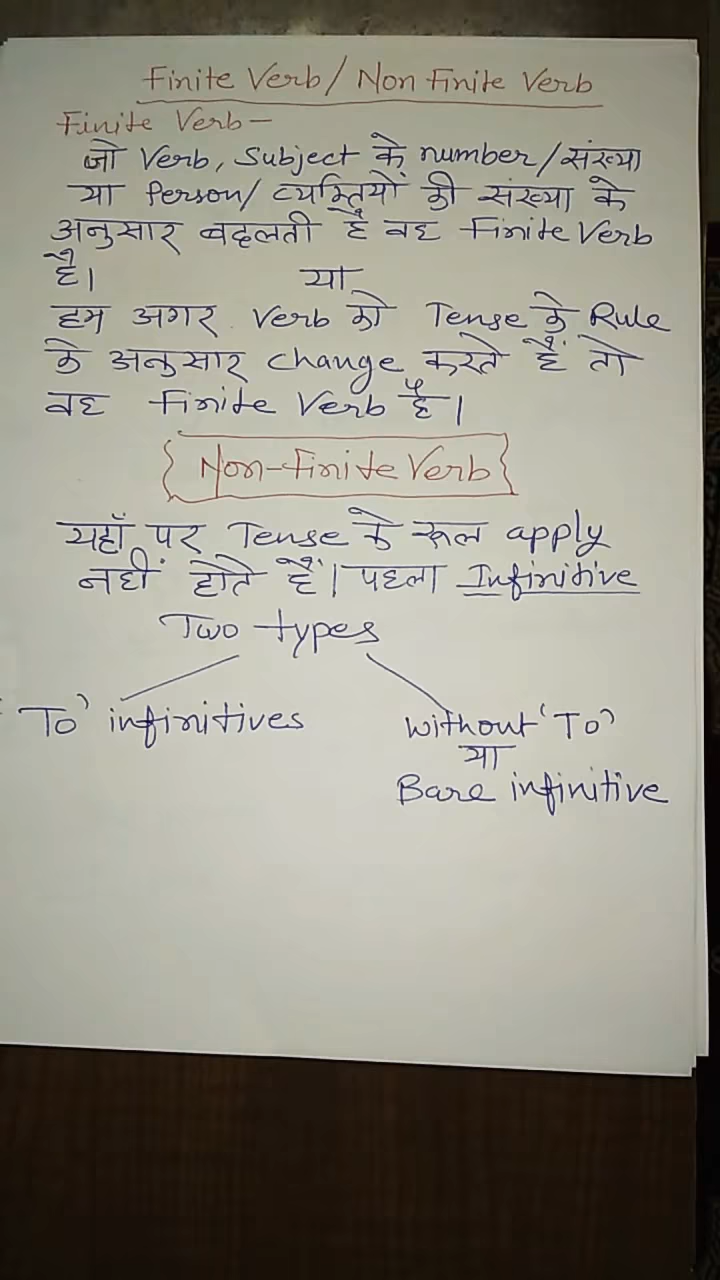 Finite Verb / Non Finite Verb
Finite Verb –
जो Verb, Subject के number/संख्या
या Person/ व्यक्तियों की संख्या के
अनुसार बदलती है वह Finite Verb
है।
या
हम अगर Verb को Tense के Rule
के अनुसार change करते हैं तो
वह Finite Verb है।
{Non-Finite Verb}
यहाँ पर Tense के रूल apply
नहीं होते हैं। पहला Infinitive
Two types
'To' infinitives
without 'To'
या
Bare infinitive